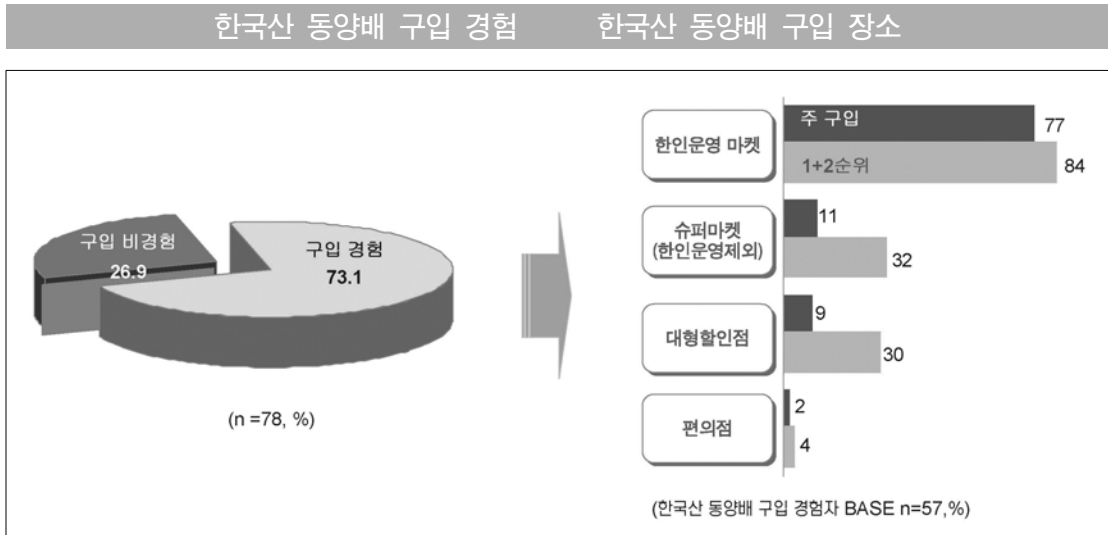 한국산 동양배 구입 경험 한국산 동양배 구입 장소
구입 비경험
26.9
구입 경험
73.1
(n =78, %)
한인운영 마켓
주 구입
77
1+2순위
84
슈퍼마켓
(한인운영제외)
11
32
대형할인점
9
30
편의점
2
4
(한국산 동양배 구입 경험자 BASE n=57,%)